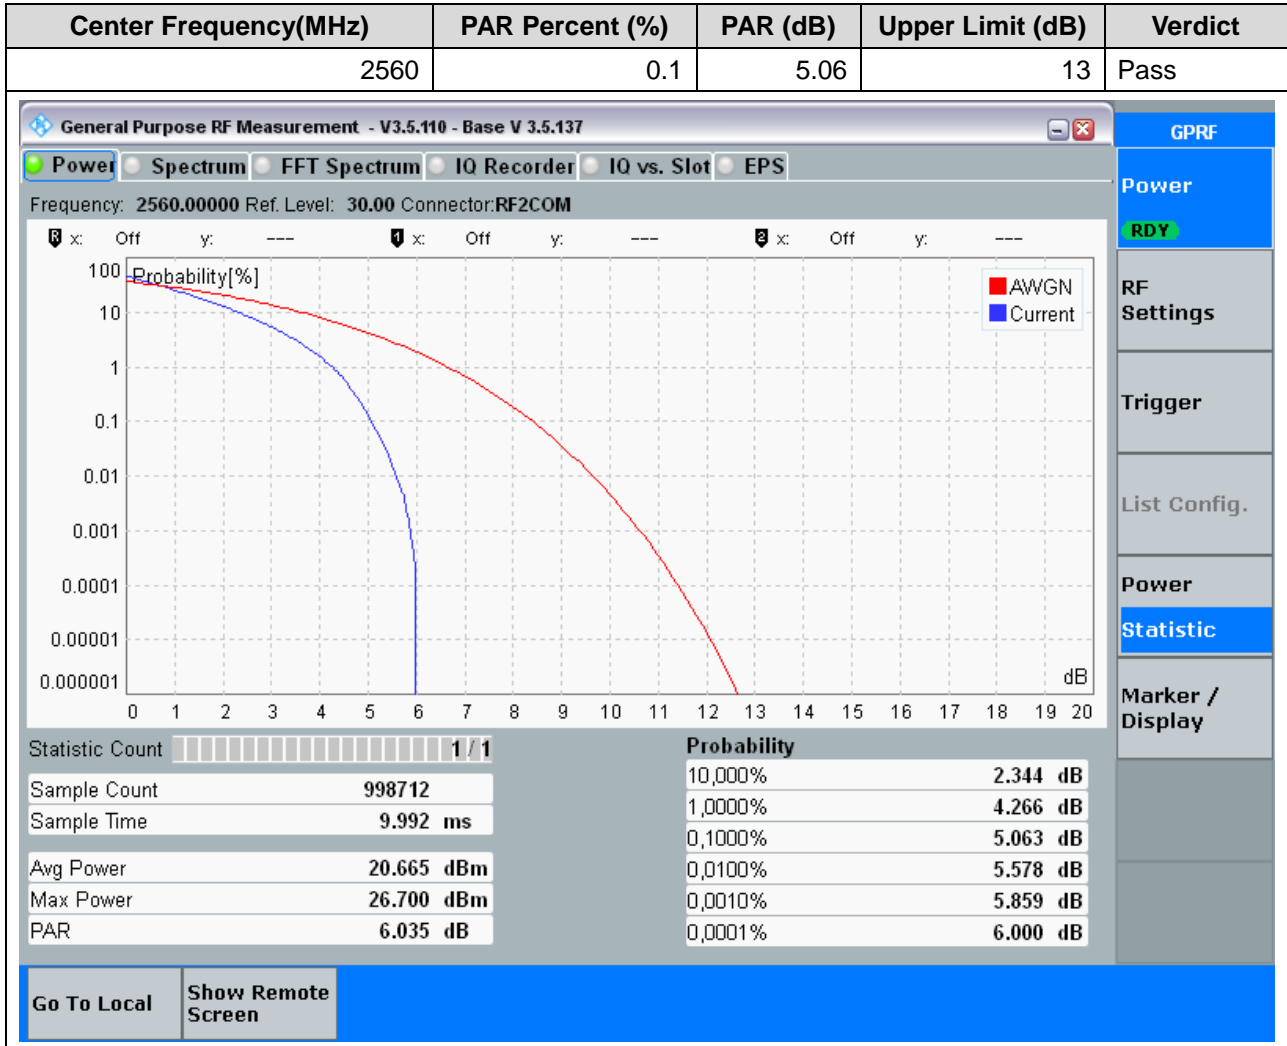 Center Frequency(MHz) PAR Percent (%) PAR (dB) Upper Limit (dB) Verdict
2560 0.1 5.06 13 Pass
General Purpose RF Measurement - V3.5.110 - Base V 3.5.137
GPRF
Power Spectrum FFT Spectrum IQ Recorder IQ vs. Slot EPS
Frequency: 2560.00000 Ref. Level: 30.00 Connector:RF2COM
R x: Off y: --- 1 x: Off y: --- 2 x: Off y: ---
Probability[%]
AWGN
Current
100
10
1
0.1
0.01
0.001
0.0001
0.00001
0.000001
dB
0 1 2 3 4 5 6 7 8 9 10 11 12 13 14 15 16 17 18 19 20
Statistic Count 1 / 1
Sample Count 998712
Sample Time 9.992 ms
Avg Power 20.665 dBm
Max Power 26.700 dBm
PAR 6.035 dB
Probability
10,000% 2.344 dB
1,0000% 4.266 dB
0,1000% 5.063 dB
0,0100% 5.578 dB
0,0010% 5.859 dB
0,0001% 6.000 dB
Power
RDY
RF
Settings
Trigger
List Config.
Power
Statistic
Marker /
Display
Go To Local
Show Remote
Screen